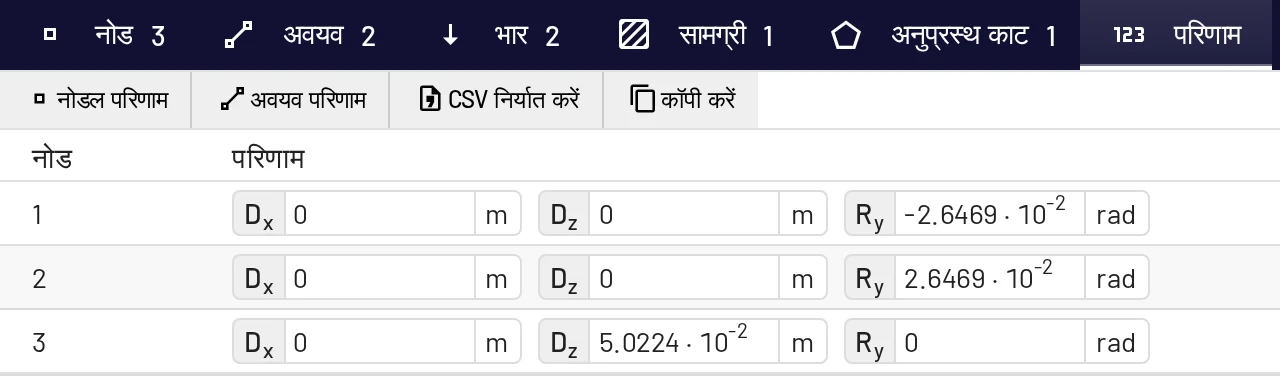 नोड 3 अवयव 2 भार 2 सामग्री 1 अनुप्रस्थ काट 1 123 परिणाम
नोडल परिणाम अवयव परिणाम CSV निर्यात करें कॉपी करें
नोड परिणाम
1 Dx 0 m Dz 0 m Ry -2.6469 · 10⁻² rad
2 Dx 0 m Dz 0 m Ry 2.6469 · 10⁻² rad
3 Dx 0 m Dz 5.0224 · 10⁻² m Ry 0 rad